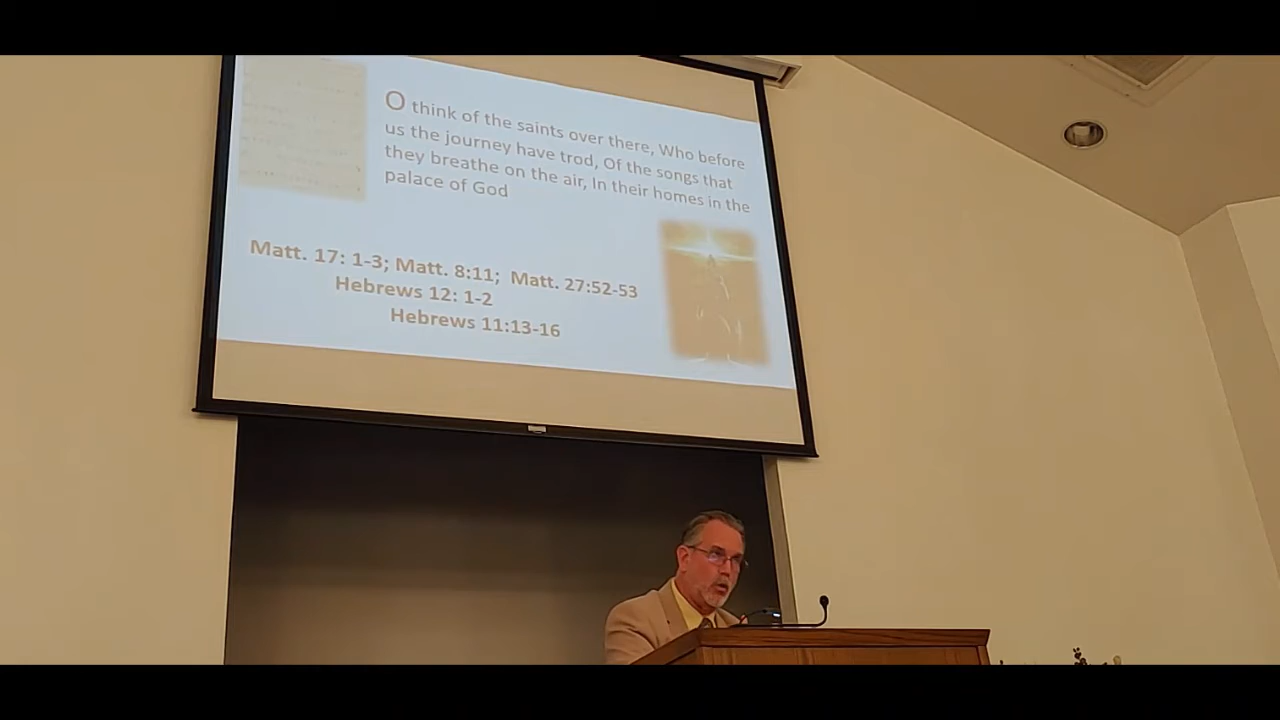 O think of the saints over there, Who before
us the journey have trod, Of the songs that
they breathe on the air, In their homes in the
palace of God
Matt. 17: 1-3; Matt. 8:11; Matt. 27:52-53
Hebrews 12: 1-2
Hebrews 11:13-16